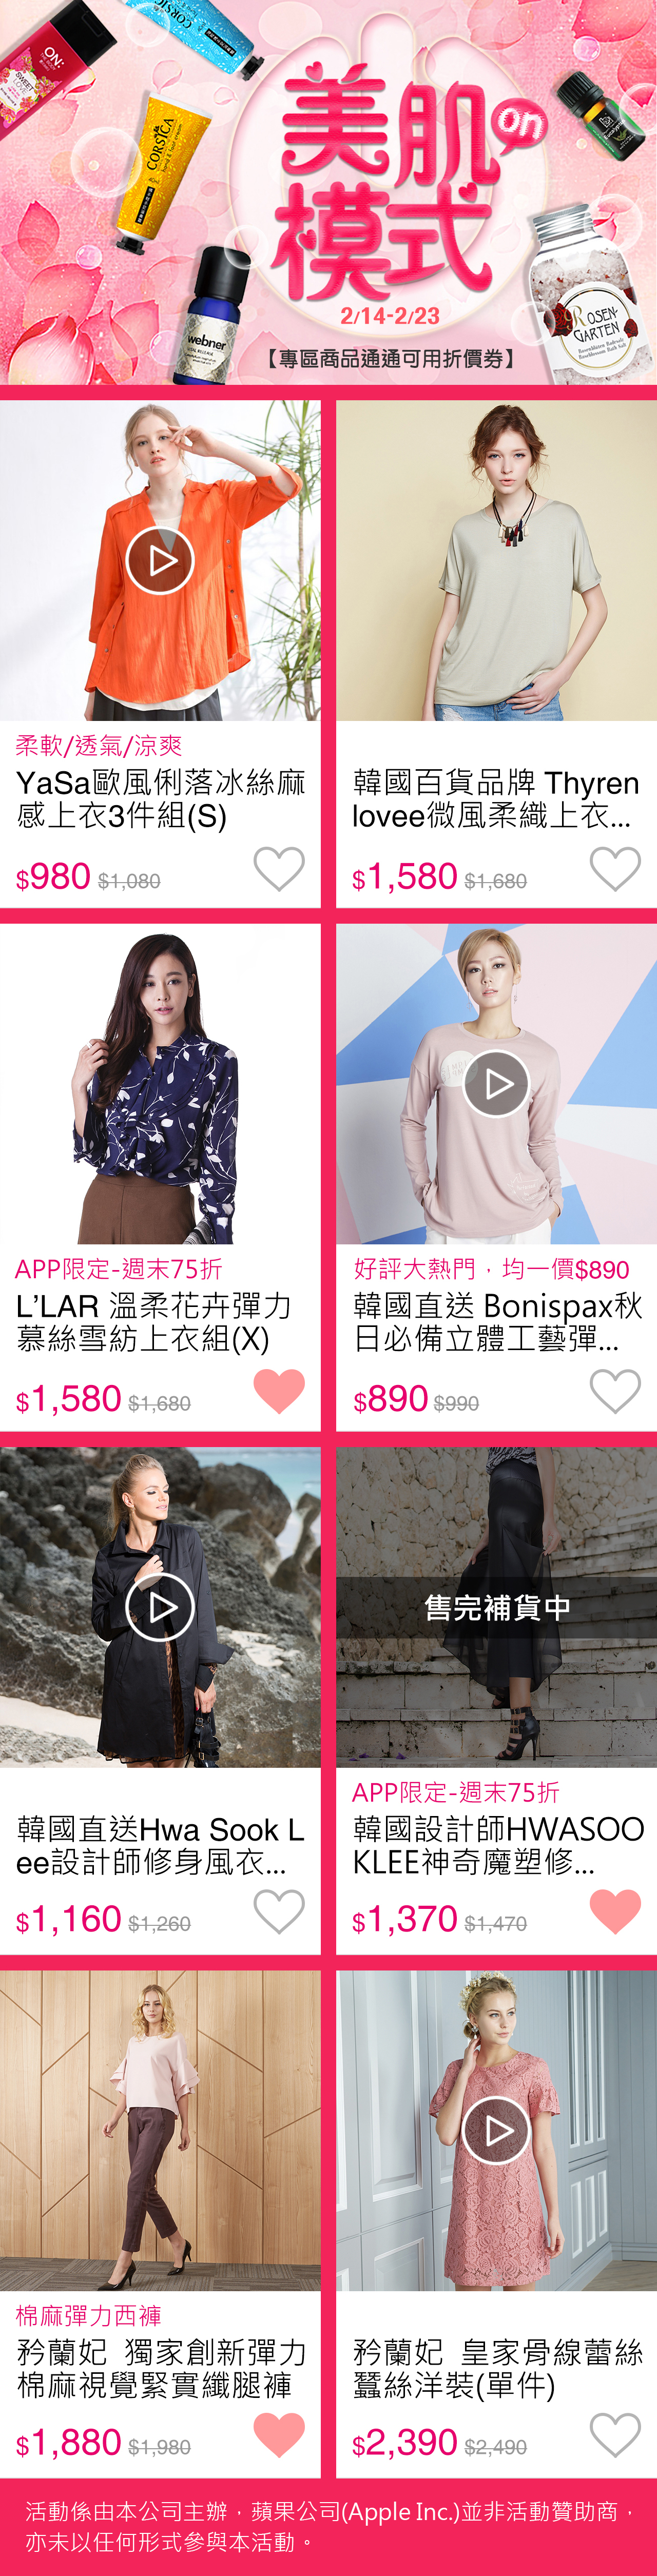 ON:
SWEET
LOVE
CORSICA
CORSICA
美肌
on
模式
2/14-2/23
【專區商品通通可用折價券】
webner
ROSEN-
GARTEN
Rosenblüten Badesalz
Roseblossom Bath Salt
柔軟/透氣/涼爽
YaSa歐風俐落冰絲麻
感上衣3件組(S)
$980 $1,080
韓國百貨品牌 Thyren
lovee微風柔織上衣...
$1,580 $1,680
APP限定-週末75折
L’LAR 溫柔花卉彈力
慕絲雪紡上衣組(X)
$1,580 $1,680
好評大熱門，均一價$890
韓國直送 Bonispax秋
日必備立體工藝彈...
$890 $990
韓國直送Hwa Sook L
ee設計師修身風衣...
$1,160 $1,260
售完補貨中
APP限定-週末75折
韓國設計師HWASOO
KLEE神奇魔塑修...
$1,370 $1,470
棉麻彈力西褲
矜蘭妃 獨家創新彈力
棉麻視覺緊實纖腿褲
$1,880 $1,980
矜蘭妃 皇家骨線蕾絲
蠶絲洋裝(單件)
$2,390 $2,490
活動係由本公司主辦，蘋果公司(Apple Inc.)並非活動贊助商，
亦未以任何形式參與本活動。